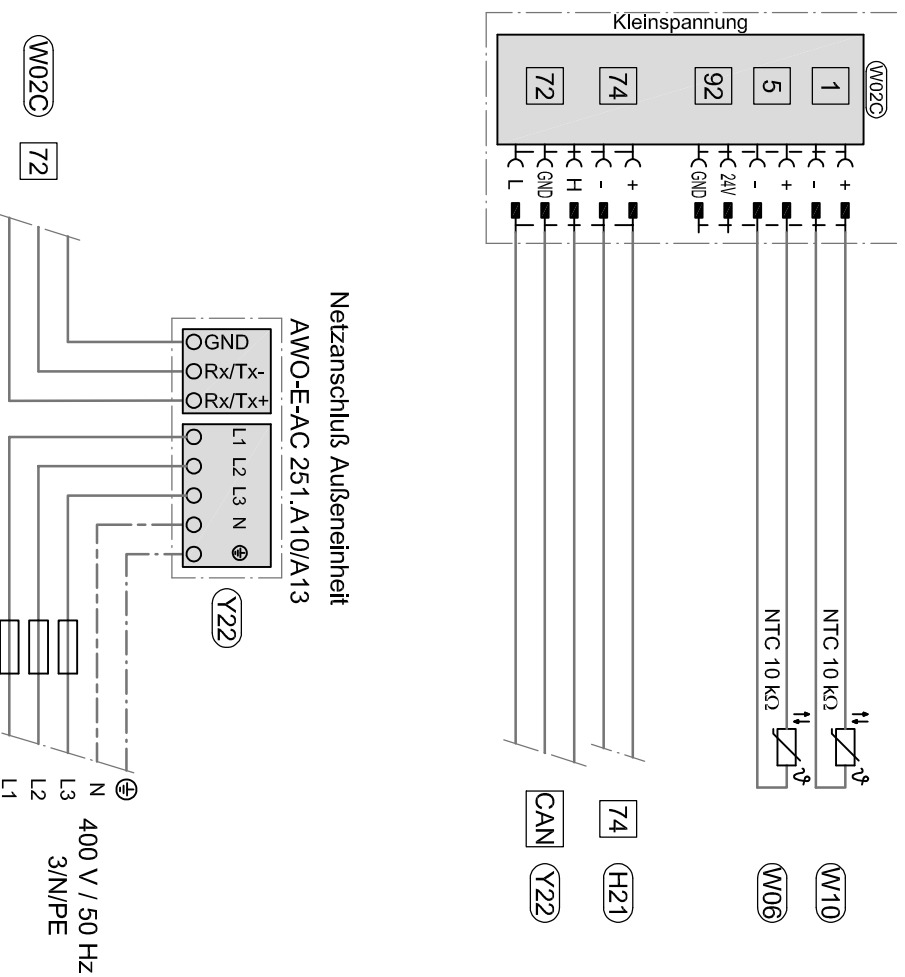 Kleinspannung
W02C
1
5
92
74
72
+
-
+
-
24V
GND
+
-
H
GND
L
NTC 10 kΩ
NTC 10 kΩ
ϑ
ϑ
W10
W06
74
H21
CAN
Y22
Netzanschluß Außeneinheit
AWO-E-AC 251.A10/A13
W02C
72
GND
Rx/Tx-
Rx/Tx+
L1
L2
L3
N
Y22
N
L3
L2
L1
400 V / 50 Hz
3/N/PE